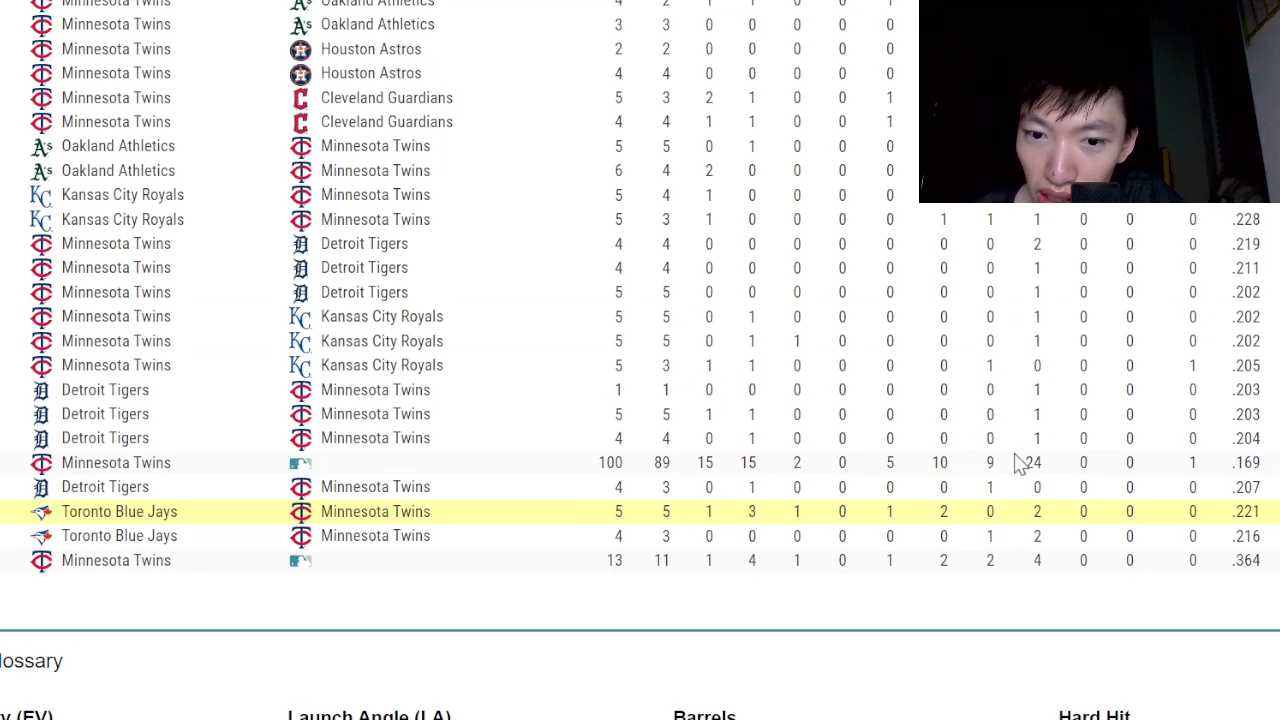 Minnesota Twins Oakland Athletics 4 2 1 1 0 0 1
Minnesota Twins Oakland Athletics 3 3 0 0 0 0 0
Minnesota Twins Houston Astros 2 2 0 0 0 0 0
Minnesota Twins Houston Astros 4 4 0 0 0 0 0
Minnesota Twins Cleveland Guardians 5 3 2 1 0 0 1
Minnesota Twins Cleveland Guardians 4 4 1 1 0 0 1
Oakland Athletics Minnesota Twins 5 5 0 1 0 0 0
Oakland Athletics Minnesota Twins 6 4 2 0 0 0 0
Kansas City Royals Minnesota Twins 5 4 1 0 0 0 0
Kansas City Royals Minnesota Twins 5 3 1 0 0 0 0 1 1 1 0 0 0 .228
Minnesota Twins Detroit Tigers 4 4 0 0 0 0 0 0 0 2 0 0 0 .219
Minnesota Twins Detroit Tigers 4 4 0 0 0 0 0 0 0 1 0 0 0 .211
Minnesota Twins Detroit Tigers 5 5 0 0 0 0 0 0 0 1 0 0 0 .202
Minnesota Twins Kansas City Royals 5 5 0 1 0 0 0 0 0 1 0 0 0 .202
Minnesota Twins Kansas City Royals 5 5 0 1 1 0 0 0 0 1 0 0 0 .202
Minnesota Twins Kansas City Royals 5 3 1 1 0 0 0 0 1 0 0 0 1 .205
Detroit Tigers Minnesota Twins 1 1 0 0 0 0 0 0 0 1 0 0 0 .203
Detroit Tigers Minnesota Twins 5 5 1 1 0 0 0 0 0 1 0 0 0 .203
Detroit Tigers Minnesota Twins 4 4 0 1 0 0 0 0 0 1 0 0 0 .204
Minnesota Twins 100 89 15 15 2 0 5 10 9 24 0 0 1 .169
Detroit Tigers Minnesota Twins 4 3 0 1 0 0 0 0 1 0 0 0 0 .207
Toronto Blue Jays Minnesota Twins 5 5 1 3 1 0 1 2 0 2 0 0 0 .221
Toronto Blue Jays Minnesota Twins 4 3 0 0 0 0 0 0 1 2 0 0 0 .216
Minnesota Twins 13 11 1 4 1 0 1 2 2 4 0 0 0 .364
lossary
y (EV) Launch Angle (LA) Barrels Hard Hit